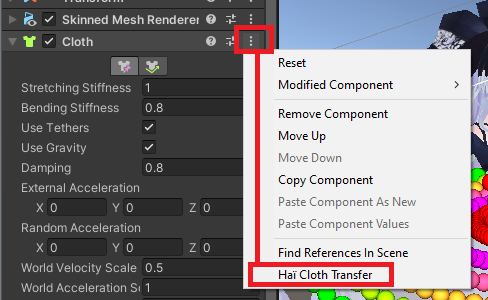 Transform
Skinned Mesh Renderer
Cloth
Stretching Stiffness 1
Bending Stiffness 0.8
Use Tethers
Use Gravity
Damping 0.8
External Acceleration
X 0 Y 0 Z 0
Random Acceleration
X 0 Y 0 Z 0
World Velocity Scale 0.5
World Acceleration Sc 1
Reset
Modified Component
Remove Component
Move Up
Move Down
Copy Component
Paste Component As New
Paste Component Values
Find References In Scene
Haï Cloth Transfer